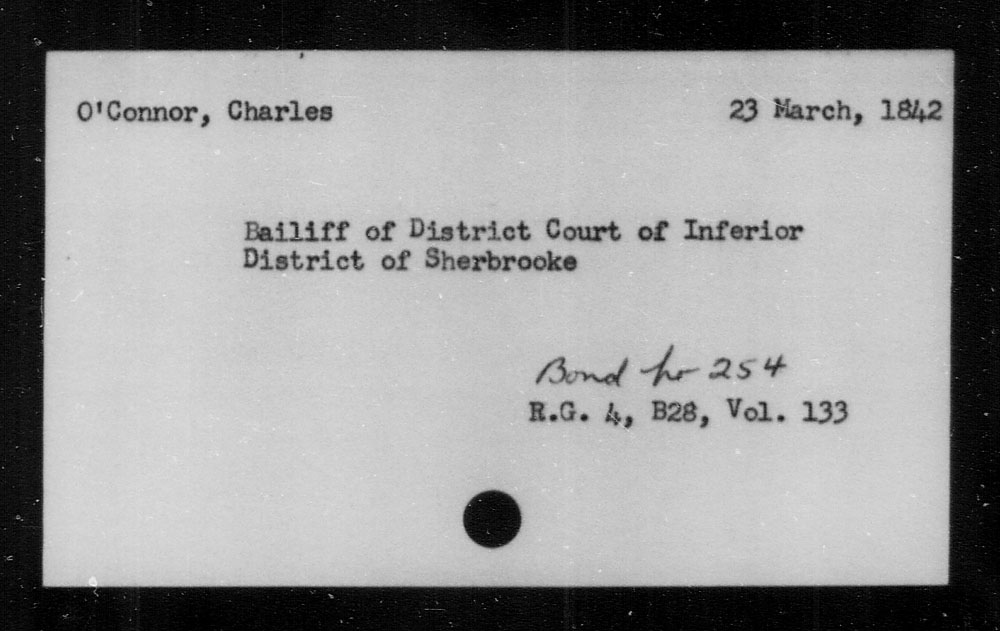 O'Connor, Charles 23 March, 1842
Bailiff of District Court of Inferior
District of Sherbrooke
Bond no 254
R.G. 4, B28, Vol. 133